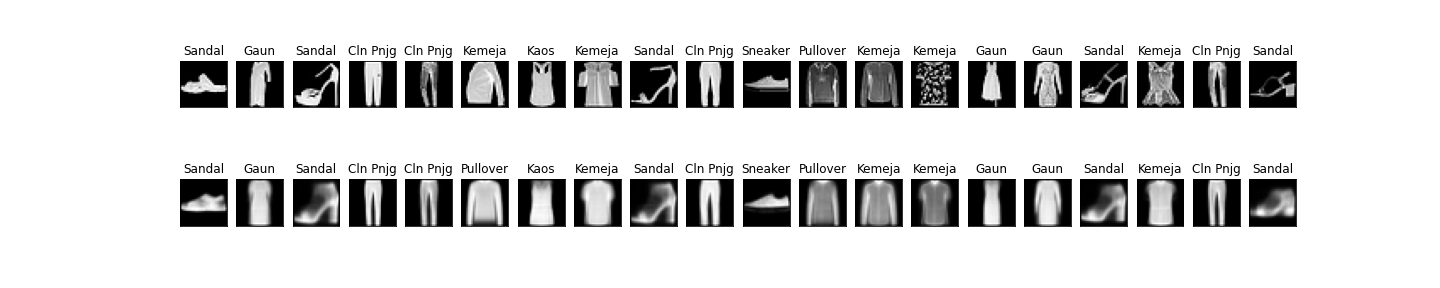 Sandal Gaun Sandal Cln Pnjg Cln Pnjg Kemeja Kaos Kemeja Sandal Cln Pnjg Sneaker Pullover Kemeja Kemeja Gaun Gaun Sandal Kemeja Cln Pnjg Sandal
Sandal Gaun Sandal Cln Pnjg Cln Pnjg Pullover Kaos Kemeja Sandal Cln Pnjg Sneaker Pullover Kemeja Kemeja Gaun Gaun Sandal Kemeja Cln Pnjg Sandal